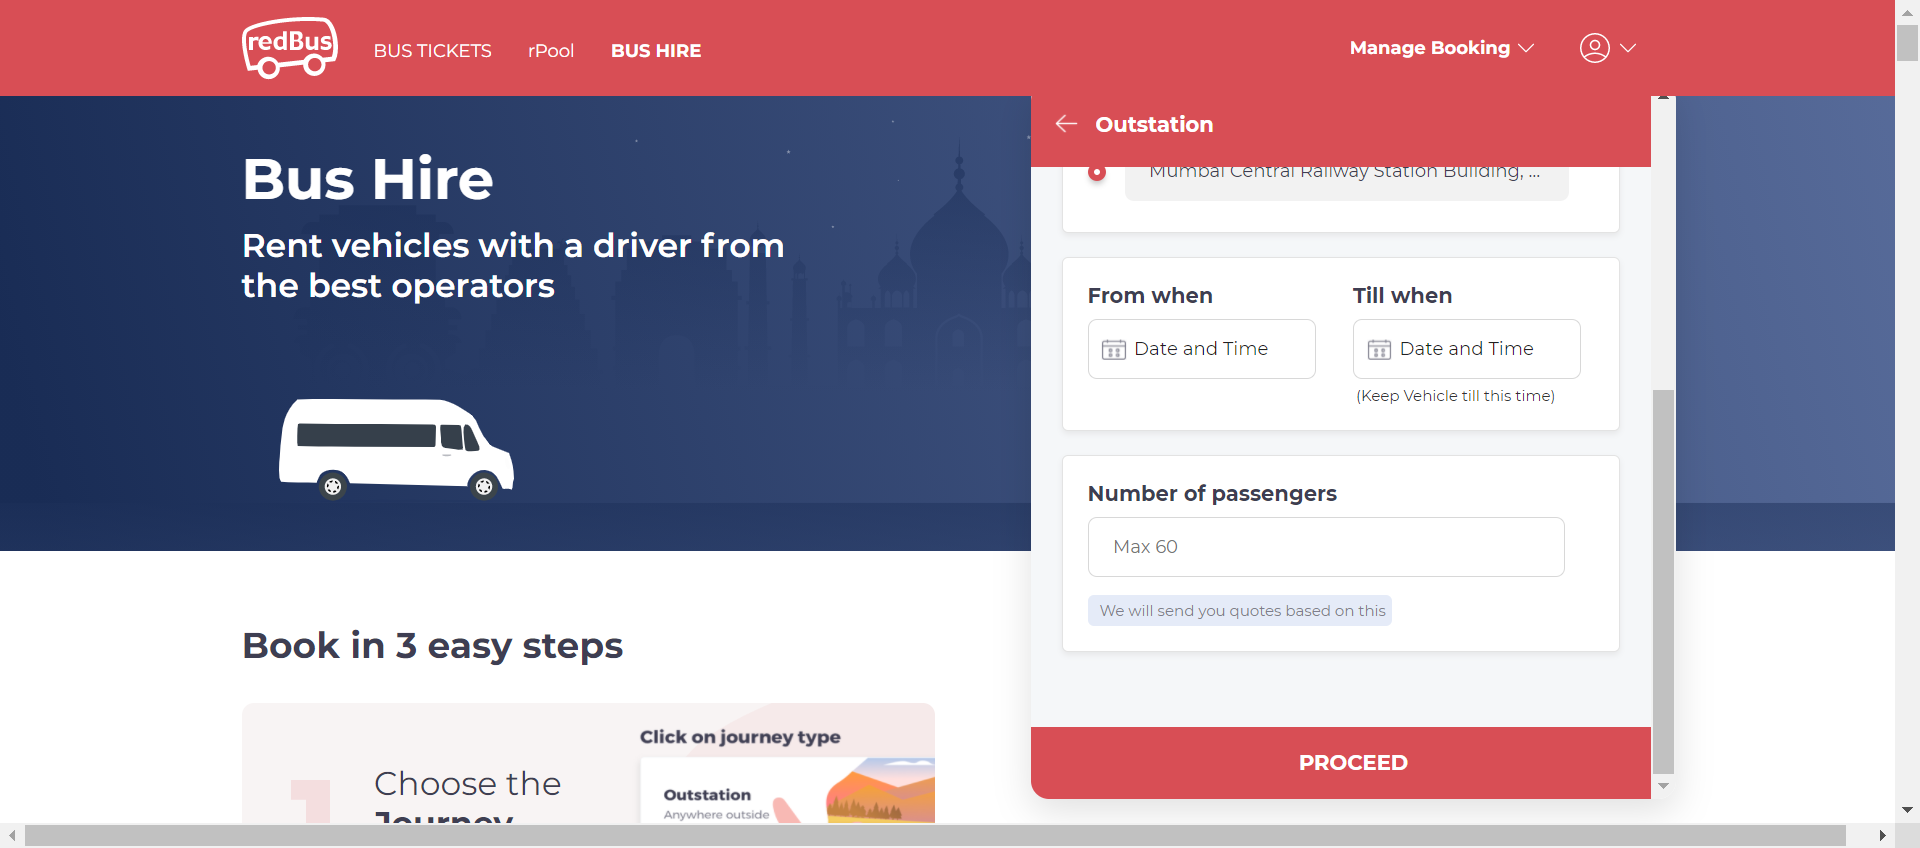 redBus
BUS TICKETS
rPool
BUS HIRE
Manage Booking
Bus Hire
Rent vehicles with a driver from
the best operators
Outstation
Mumbai Central Railway Station Building, ...
From when
Till when
Date and Time
Date and Time
(Keep Vehicle till this time)
Number of passengers
Max 60
We will send you quotes based on this
PROCEED
Book in 3 easy steps
1
Choose the
Journey
Click on journey type
Outstation
Anywhere outside